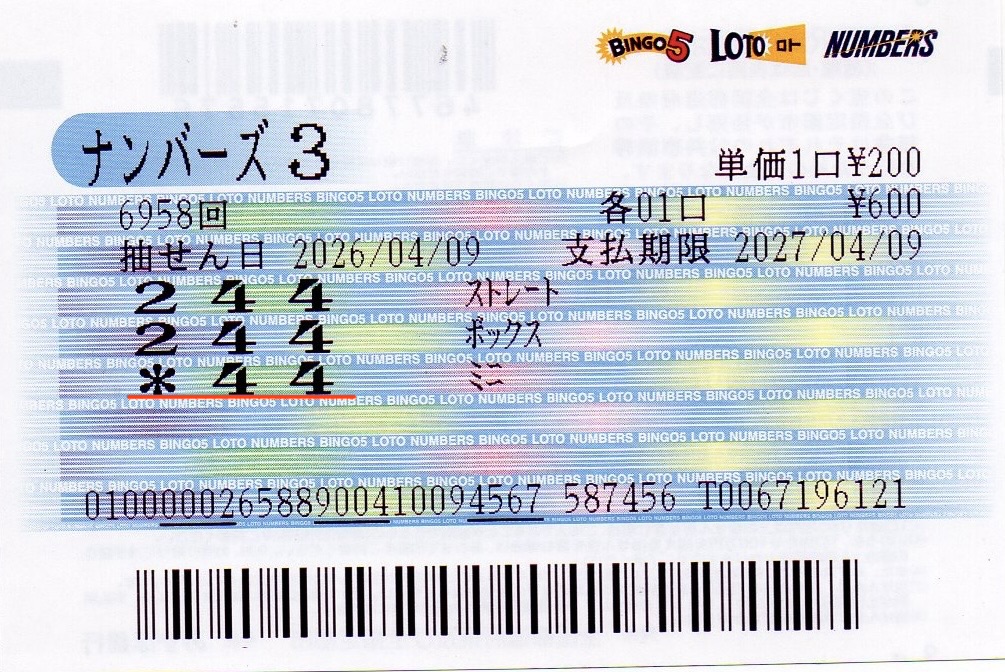 BINGO5 LOTO ロト NUMBERS
ナンバーズ3
単価1口¥200
6958回 各01口 ¥600
抽せん日 2026/04/09 支払期限 2027/04/09
2 4 4 ストレート
2 4 4 ボックス
* 4 4 ミニ
010000026588900410094567 587456 T0067196121